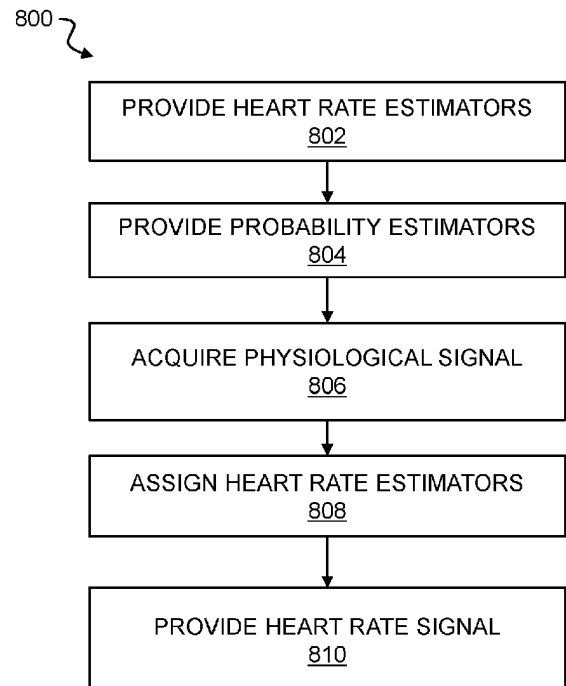 800
PROVIDE HEART RATE ESTIMATORS
802
PROVIDE PROBABILITY ESTIMATORS
804
ACQUIRE PHYSIOLOGICAL SIGNAL
806
ASSIGN HEART RATE ESTIMATORS
808
PROVIDE HEART RATE SIGNAL
810